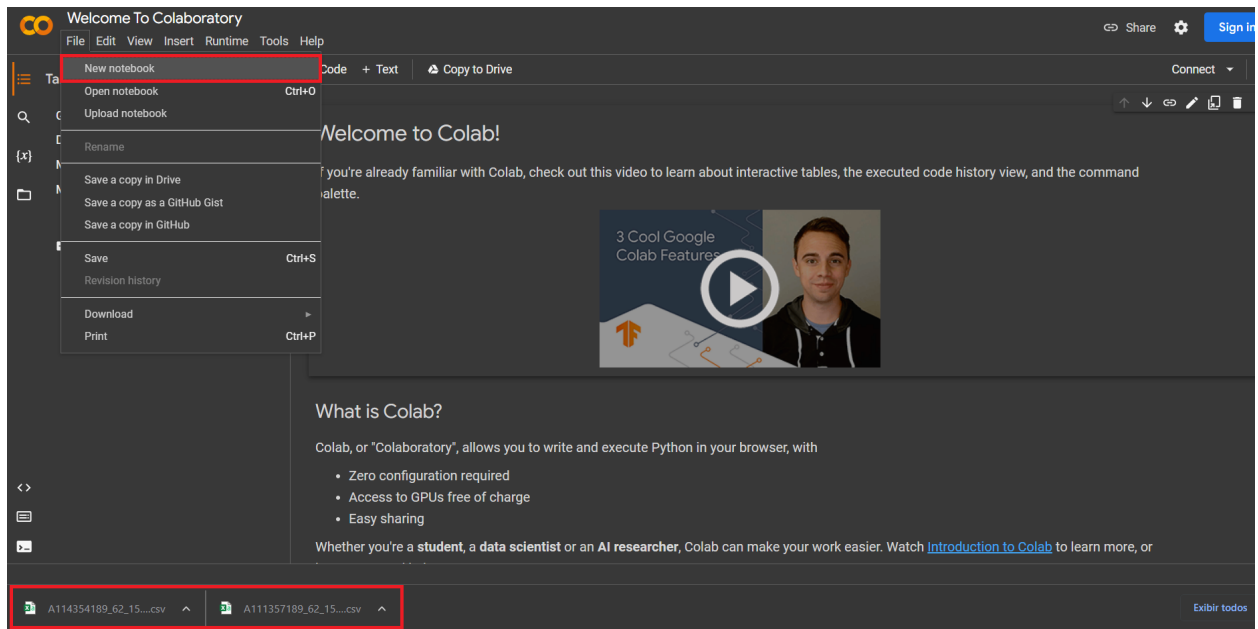 Welcome To Colaboratory
File Edit View Insert Runtime Tools Help
Share
Sign in
New notebook
Open notebook Ctrl+O
Upload notebook
Rename
Save a copy in Drive
Save a copy as a GitHub Gist
Save a copy in GitHub
Save Ctrl+S
Revision history
Download
Print Ctrl+P
Ta
{x}
Code + Text Copy to Drive
Connect
Welcome to Colab!
f you're already familiar with Colab, check out this video to learn about interactive tables, the executed code history view, and the command
palette.
3 Cool Google
Colab Features
What is Colab?
Colab, or "Colaboratory", allows you to write and execute Python in your browser, with
• Zero configuration required
• Access to GPUs free of charge
• Easy sharing
Whether you're a student, a data scientist or an AI researcher, Colab can make your work easier. Watch Introduction to Colab to learn more, or
A114354189_62_15....csv
A111357189_62_15....csv
Exibir todos